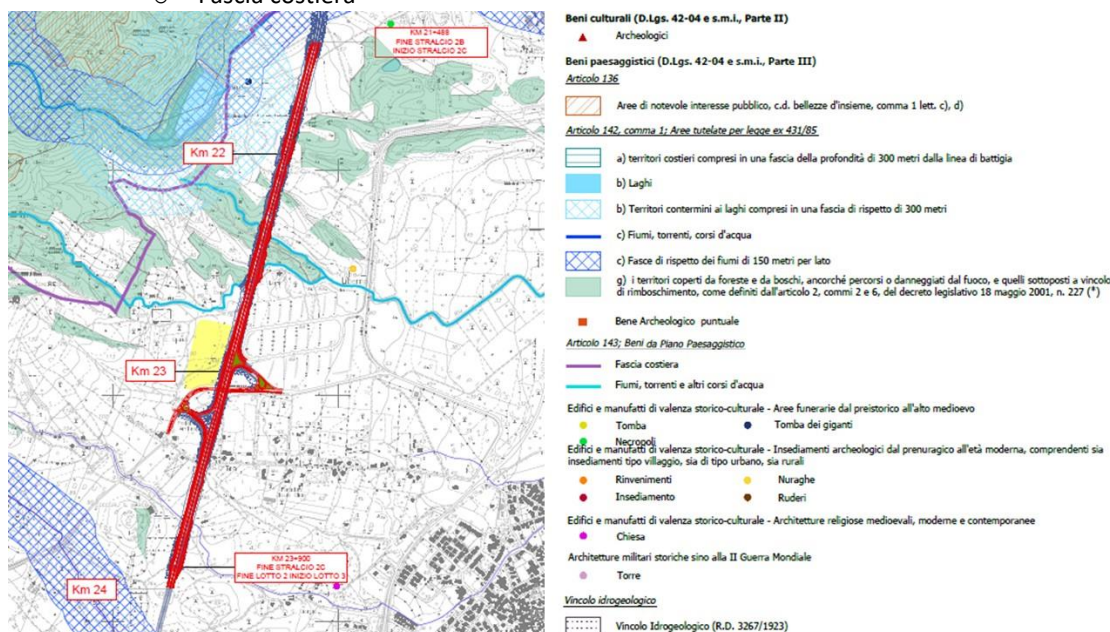 Fascia costiera
KM 21+488
FINE STRALCIO 2B
INIZIO STRALCIO 2C
Km 22
Km 23
KM 23+900
FINE STRALCIO 2C
FINE LOTTO 2 INIZIO LOTTO 3
Km 24
Beni culturali (D.Lgs. 42-04 e s.m.i., Parte II)
Archeologici
Beni paesaggistici (D.Lgs. 42-04 e s.m.i., Parte III)
Articolo 136
Aree di notevole interesse pubblico, c.d. bellezze d'insieme, comma 1 lett. c), d)
Articolo 142, comma 1; Aree tutelate per legge ex 431/85
a) territori costieri compresi in una fascia della profondità di 300 metri dalla linea di battigia
b) Laghi
b) Territori contermini ai laghi compresi in una fascia di rispetto di 300 metri
c) Fiumi, torrenti, corsi d'acqua
c) Fasce di rispetto dei fiumi di 150 metri per lato
g) i territori coperti da foreste e da boschi, ancorché percorsi o danneggiati dal fuoco, e quelli sottoposti a vincolo
di rimboschimento, come definiti dall'articolo 2, commi 2 e 6, del decreto legislativo 18 maggio 2001, n. 227 (*)
Bene Archeologico puntuale
Articolo 143; Beni da Piano Paesaggistico
Fascia costiera
Fiumi, torrenti e altri corsi d'acqua
Edifici e manufatti di valenza storico-culturale - Aree funerarie dal preistorico all'alto medioevo
Tomba
Tomba dei giganti
Necropoli
Edifici e manufatti di valenza storico-culturale - Insediamenti archeologici dal prenuragico all'età moderna, comprendenti sia
insediamenti tipo villaggio, sia di tipo urbano, sia rurali
Rinvenimenti
Nuraghe
Insediamento
Ruderi
Edifici e manufatti di valenza storico-culturale - Architetture religiose medioevali, moderne e contemporanee
Chiesa
Architetture militari storiche sino alla II Guerra Mondiale
Torre
Vincolo idrogeologico
Vincolo Idrogeologico (R.D. 3267/1923)